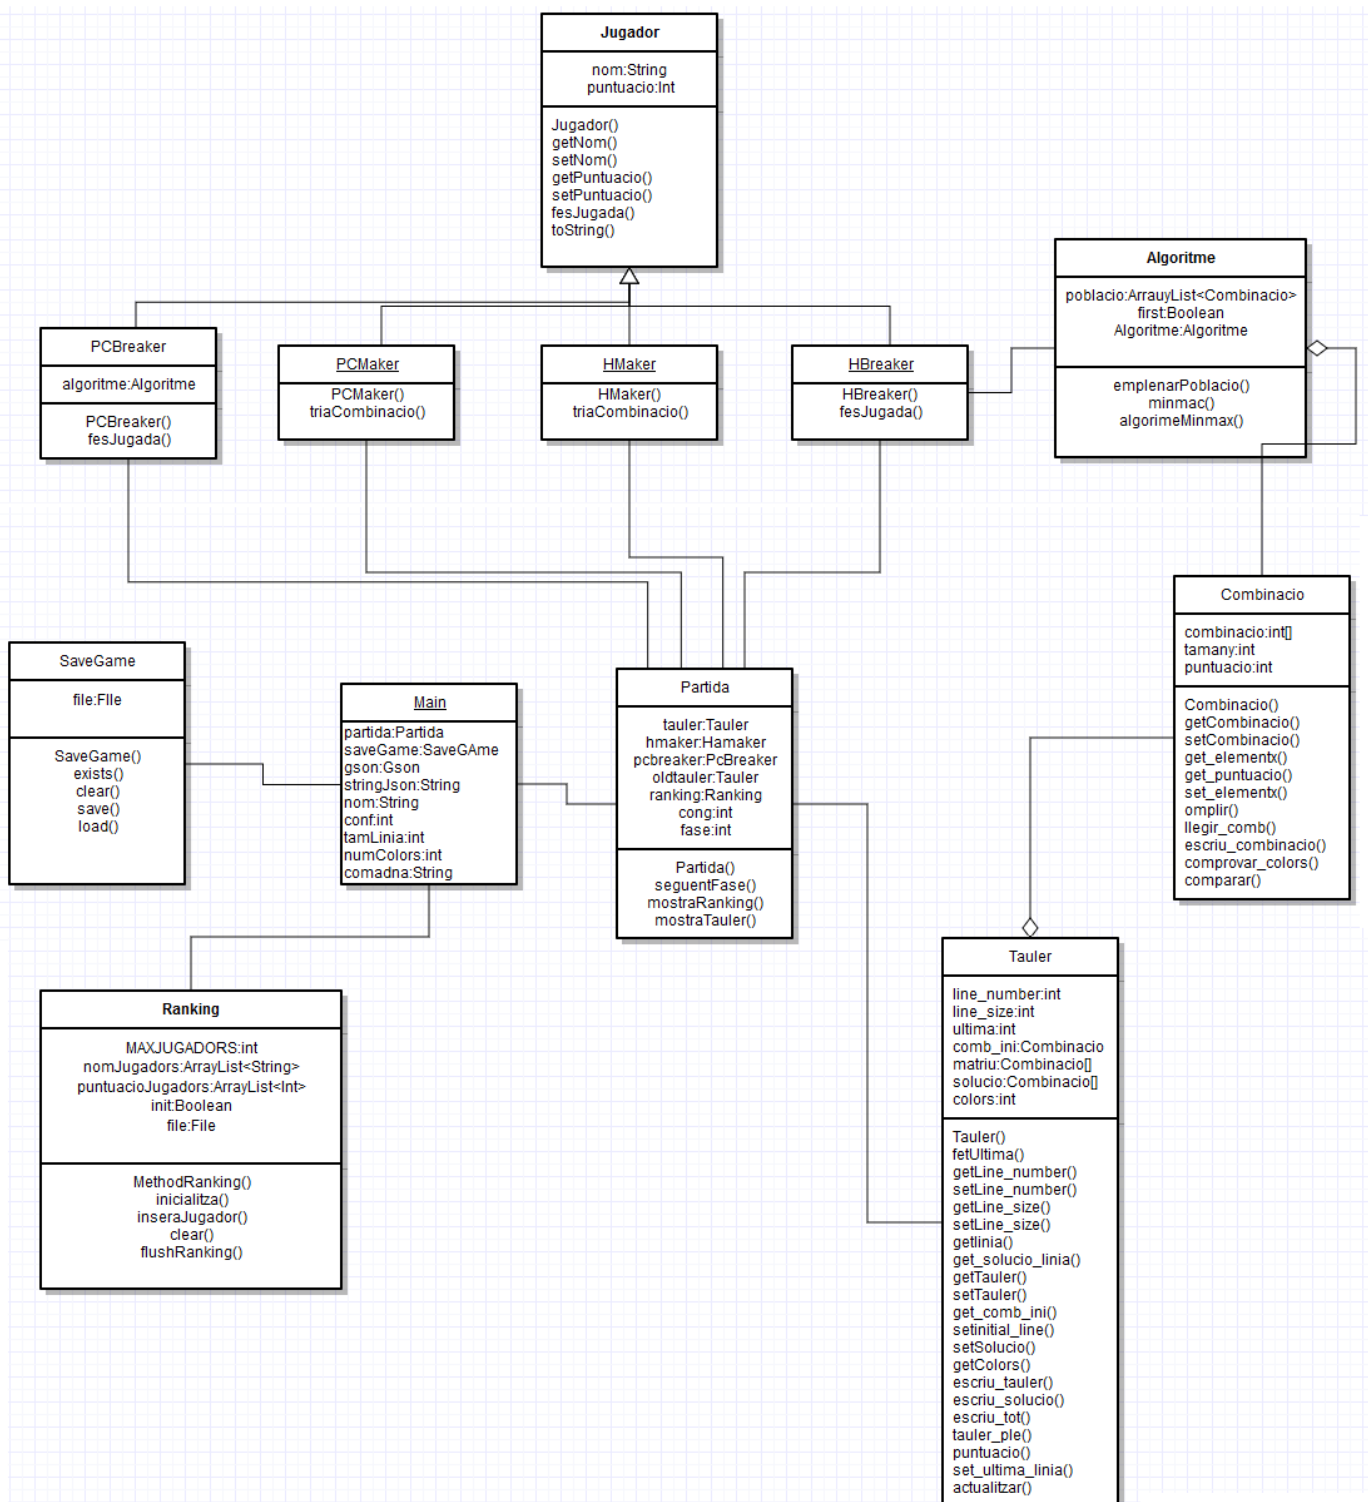 Jugador
nom:String
puntuacio:Int
Jugador()
getNom()
setNom()
getPuntuacio()
setPuntuacio()
fesJugada()
toString()
Algoritme
poblacio:ArrauyList<Combinacio>
first:Boolean
Algoritme:Algoritme
emplenarPoblacio()
minmac()
algorimeMinmax()
PCBreaker
algoritme:Algoritme
PCBreaker()
fesJugada()
PCMaker
PCMaker()
triaCombinacio()
HMaker
HMaker()
triaCombinacio()
HBreaker
HBreaker()
fesJugada()
Combinacio
combinacio:int[]
tamany:int
puntuacio:int
Combinacio()
getCombinacio()
setCombinacio()
get_elementx()
get_puntuacio()
set_elementx()
omplir()
llegir_comb()
escriu_combinacio()
comprovar_colors()
comparar()
SaveGame
file:FIle
SaveGame()
exists()
clear()
save()
load()
Main
partida:Partida
saveGame:SaveGAme
gson:Gson
stringJson:String
nom:String
conf:int
tamLinia:int
numColors:int
comadna:String
Partida
tauler:Tauler
hmaker:Hamaker
pcbreaker:PcBreaker
oldtauler:Tauler
ranking:Ranking
cong:int
fase:int
Partida()
seguentFase()
mostraRanking()
mostraTauler()
Ranking
MAXJUGADORS:int
nomJugadors:ArrayList<String>
puntuacioJugadors:ArrayList<Int>
init:Boolean
file:File
MethodRanking()
inicialitza()
inseraJugador()
clear()
flushRanking()
Tauler
line_number:int
line_size:int
ultima:int
comb_ini:Combinacio
matriu:Combinacio[]
solucio:Combinacio[]
colors:int
Tauler()
fetUltima()
getLine_number()
setLine_number()
getLine_size()
setLine_size()
getlinia()
get_solucio_linia()
getTauler()
setTauler()
get_comb_ini()
setinitial_line()
setSolucio()
getColors()
escriu_tauler()
escriu_solucio()
escriu_tot()
tauler_ple()
puntuacio()
set_ultima_linia()
actualitzar()